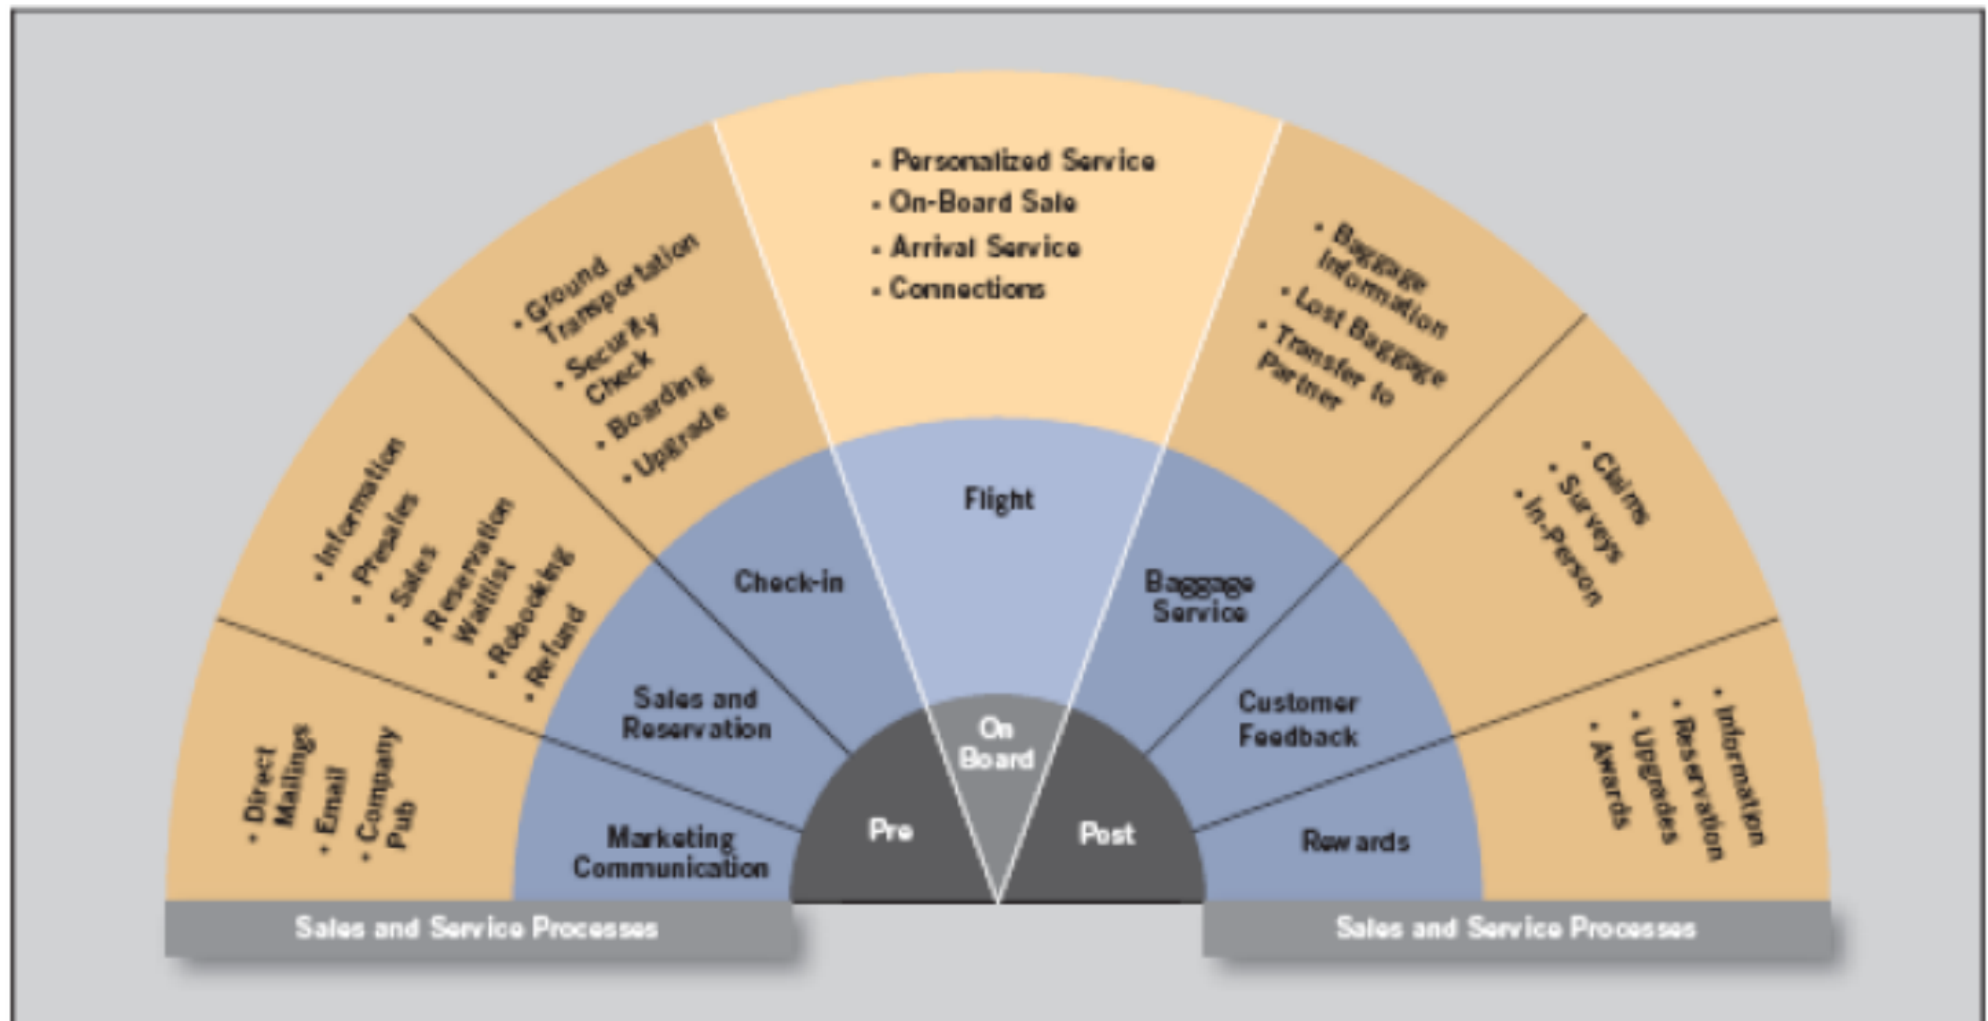 • Direct
Mailings
• Email
• Company
Pub
• Information
• Presales
• Sales
• Reservation
Waitlist
• Robooking
• Refund
• Ground
Transportation
• Security
Check
• Boarding
• Upgrade
• Personalized Service
• On-Board Sale
• Arrival Service
• Connections
• Baggage
Information
• Lost Baggage
• Transfer to
Partner
• Claims
• Surveys
• In-Person
• Information
• Reservation
• Upgrades
• Awards
Marketing
Communication
Sales and
Reservation
Check-in
Flight
Baggage
Service
Customer
Feedback
Rewards
Pre
On
Board
Post
Sales and Service Processes
Sales and Service Processes